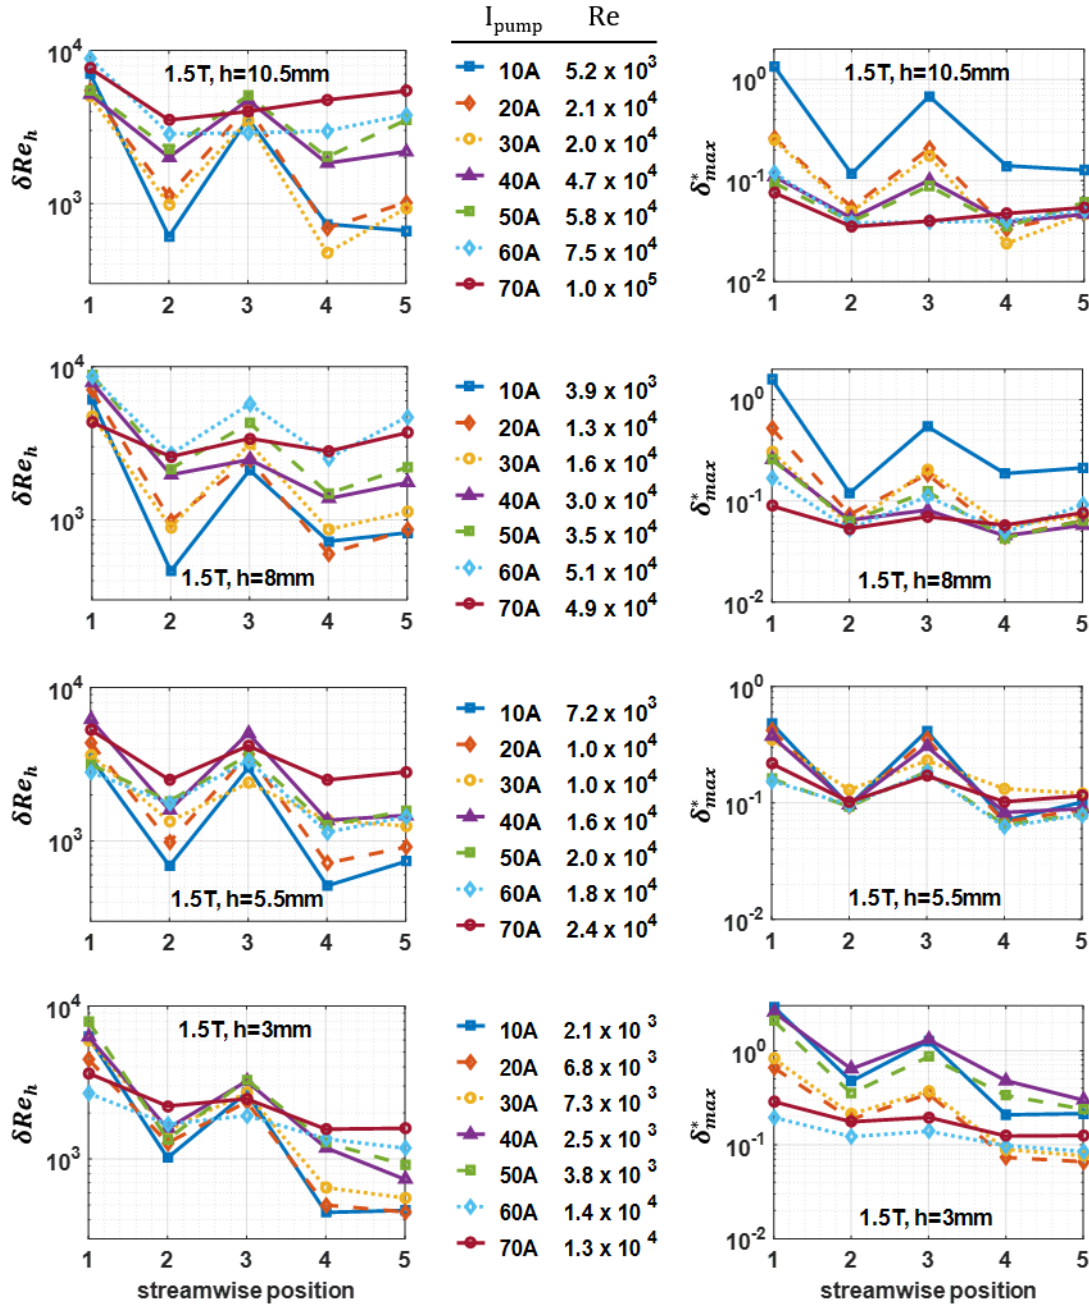 I_pump Re
10^4
10^3
δRe_h
1.5T, h=10.5mm
1 2 3 4 5
10A 5.2 x 10^3
20A 2.1 x 10^4
30A 2.0 x 10^4
40A 4.7 x 10^4
50A 5.8 x 10^4
60A 7.5 x 10^4
70A 1.0 x 10^5
10^0
10^-1
10^-2
δ*_max
1.5T, h=10.5mm
1 2 3 4 5
10^4
10^3
δRe_h
1.5T, h=8mm
1 2 3 4 5
10A 3.9 x 10^3
20A 1.3 x 10^4
30A 1.6 x 10^4
40A 3.0 x 10^4
50A 3.5 x 10^4
60A 5.1 x 10^4
70A 4.9 x 10^4
10^0
10^-1
10^-2
δ*_max
1.5T, h=8mm
1 2 3 4 5
10^4
10^3
δRe_h
1.5T, h=5.5mm
1 2 3 4 5
10A 7.2 x 10^3
20A 1.0 x 10^4
30A 1.0 x 10^4
40A 1.6 x 10^4
50A 2.0 x 10^4
60A 1.8 x 10^4
70A 2.4 x 10^4
10^0
10^-1
10^-2
δ*_max
1.5T, h=5.5mm
1 2 3 4 5
10^4
10^3
δRe_h
1.5T, h=3mm
1 2 3 4 5
streamwise position
10A 2.1 x 10^3
20A 6.8 x 10^3
30A 7.3 x 10^3
40A 2.5 x 10^3
50A 3.8 x 10^3
60A 1.4 x 10^4
70A 1.3 x 10^4
10^0
10^-1
10^-2
δ*_max
1.5T, h=3mm
1 2 3 4 5
streamwise position